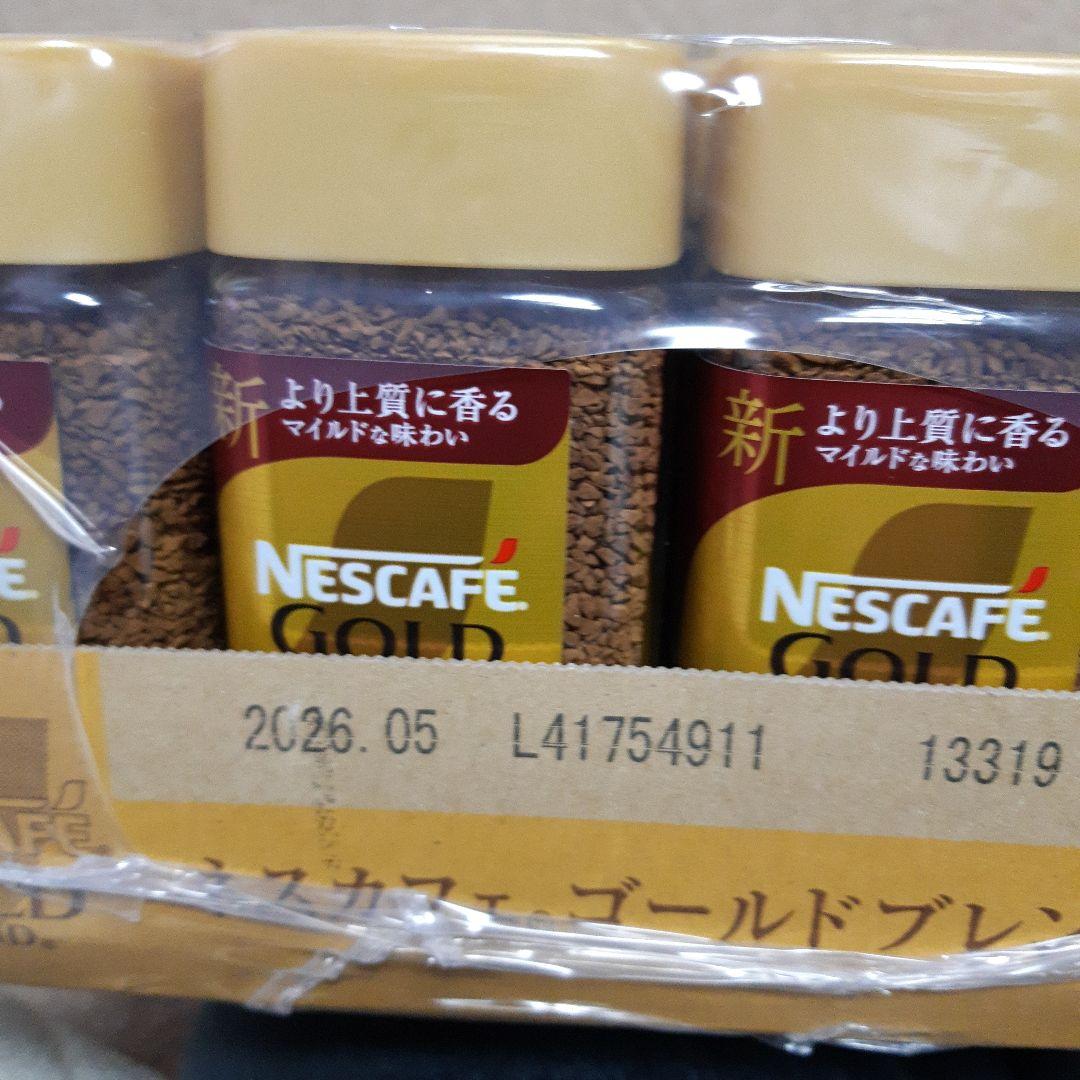 新 より上質に香る
マイルドな味わい
NESCAFÉ
GOLD
新 より上質に香る
マイルドな味わい
NESCAFÉ
GOLD
2026.05 L41754911 13319
ネスカフェ ゴールドブレン